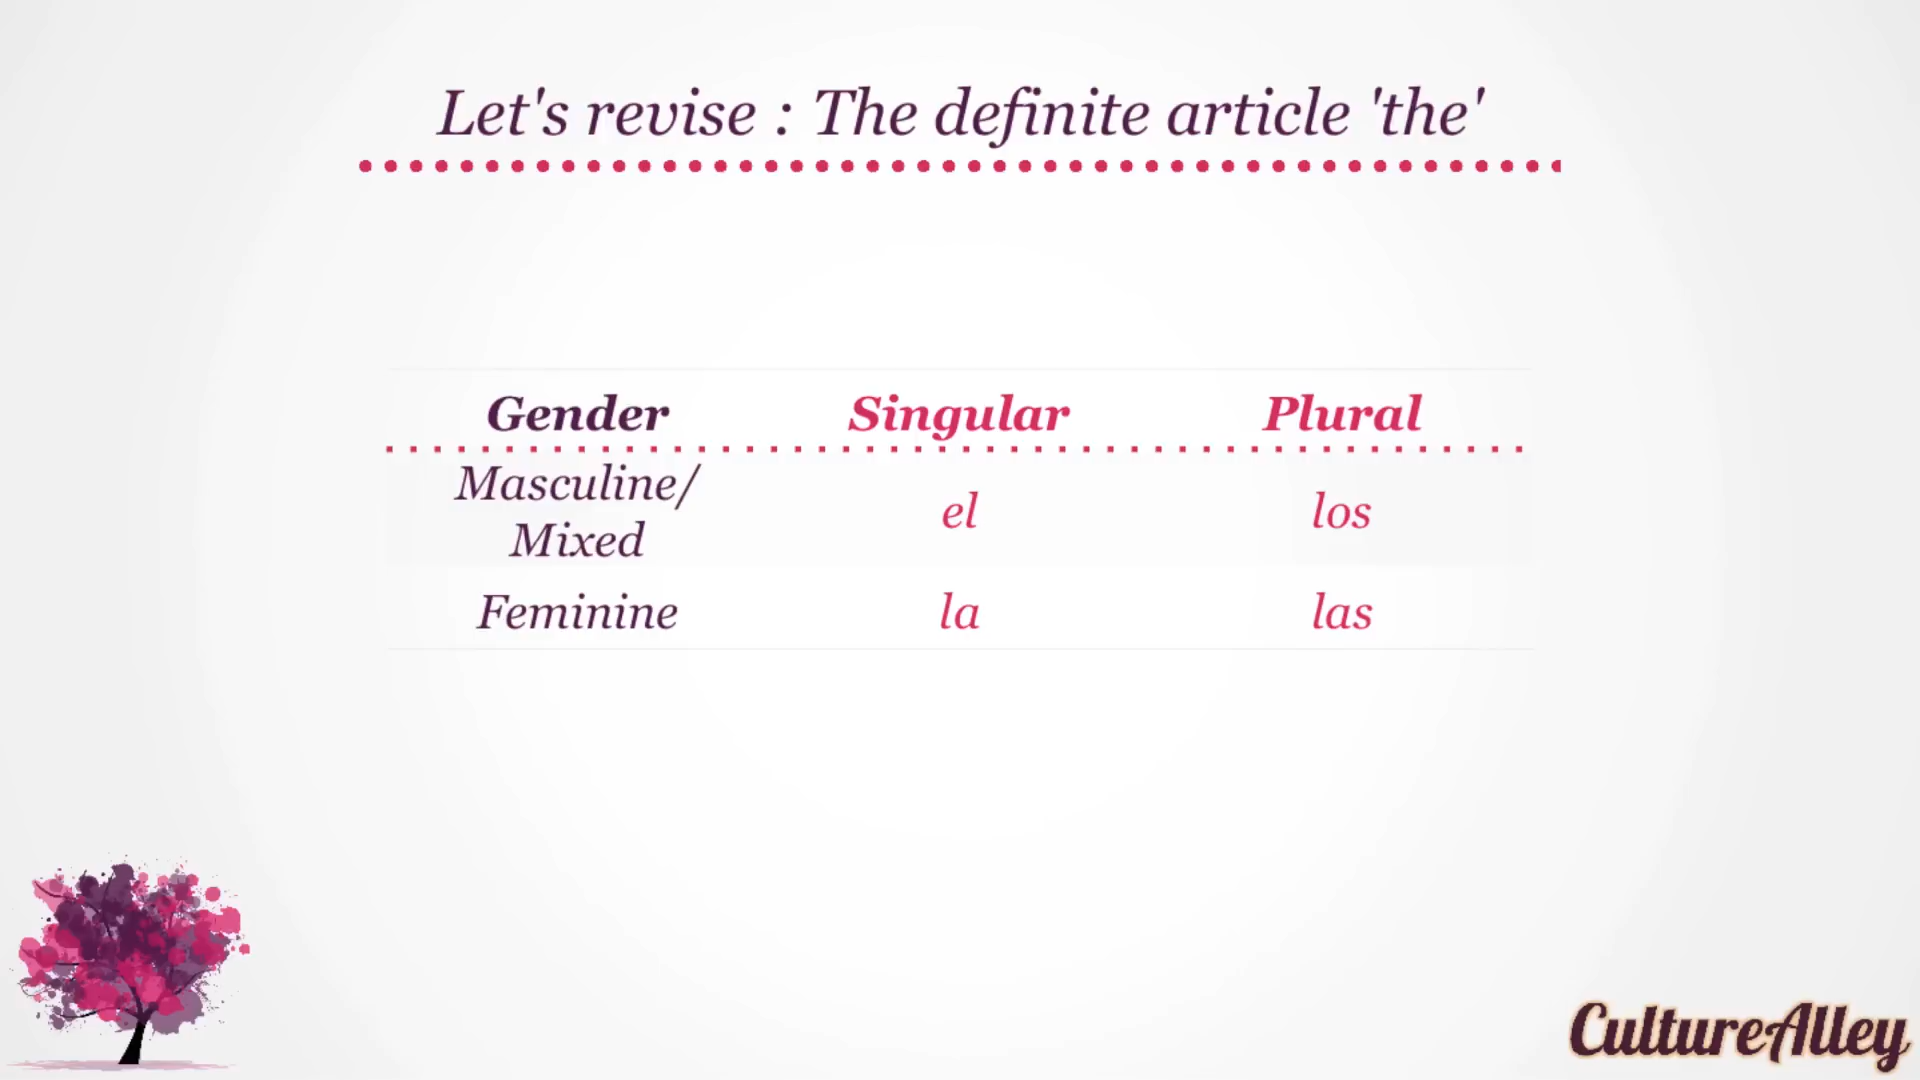 Let's revise : The definite article 'the'
Gender Singular Plural
Masculine/
Mixed el los
Feminine la las
CultureAlley